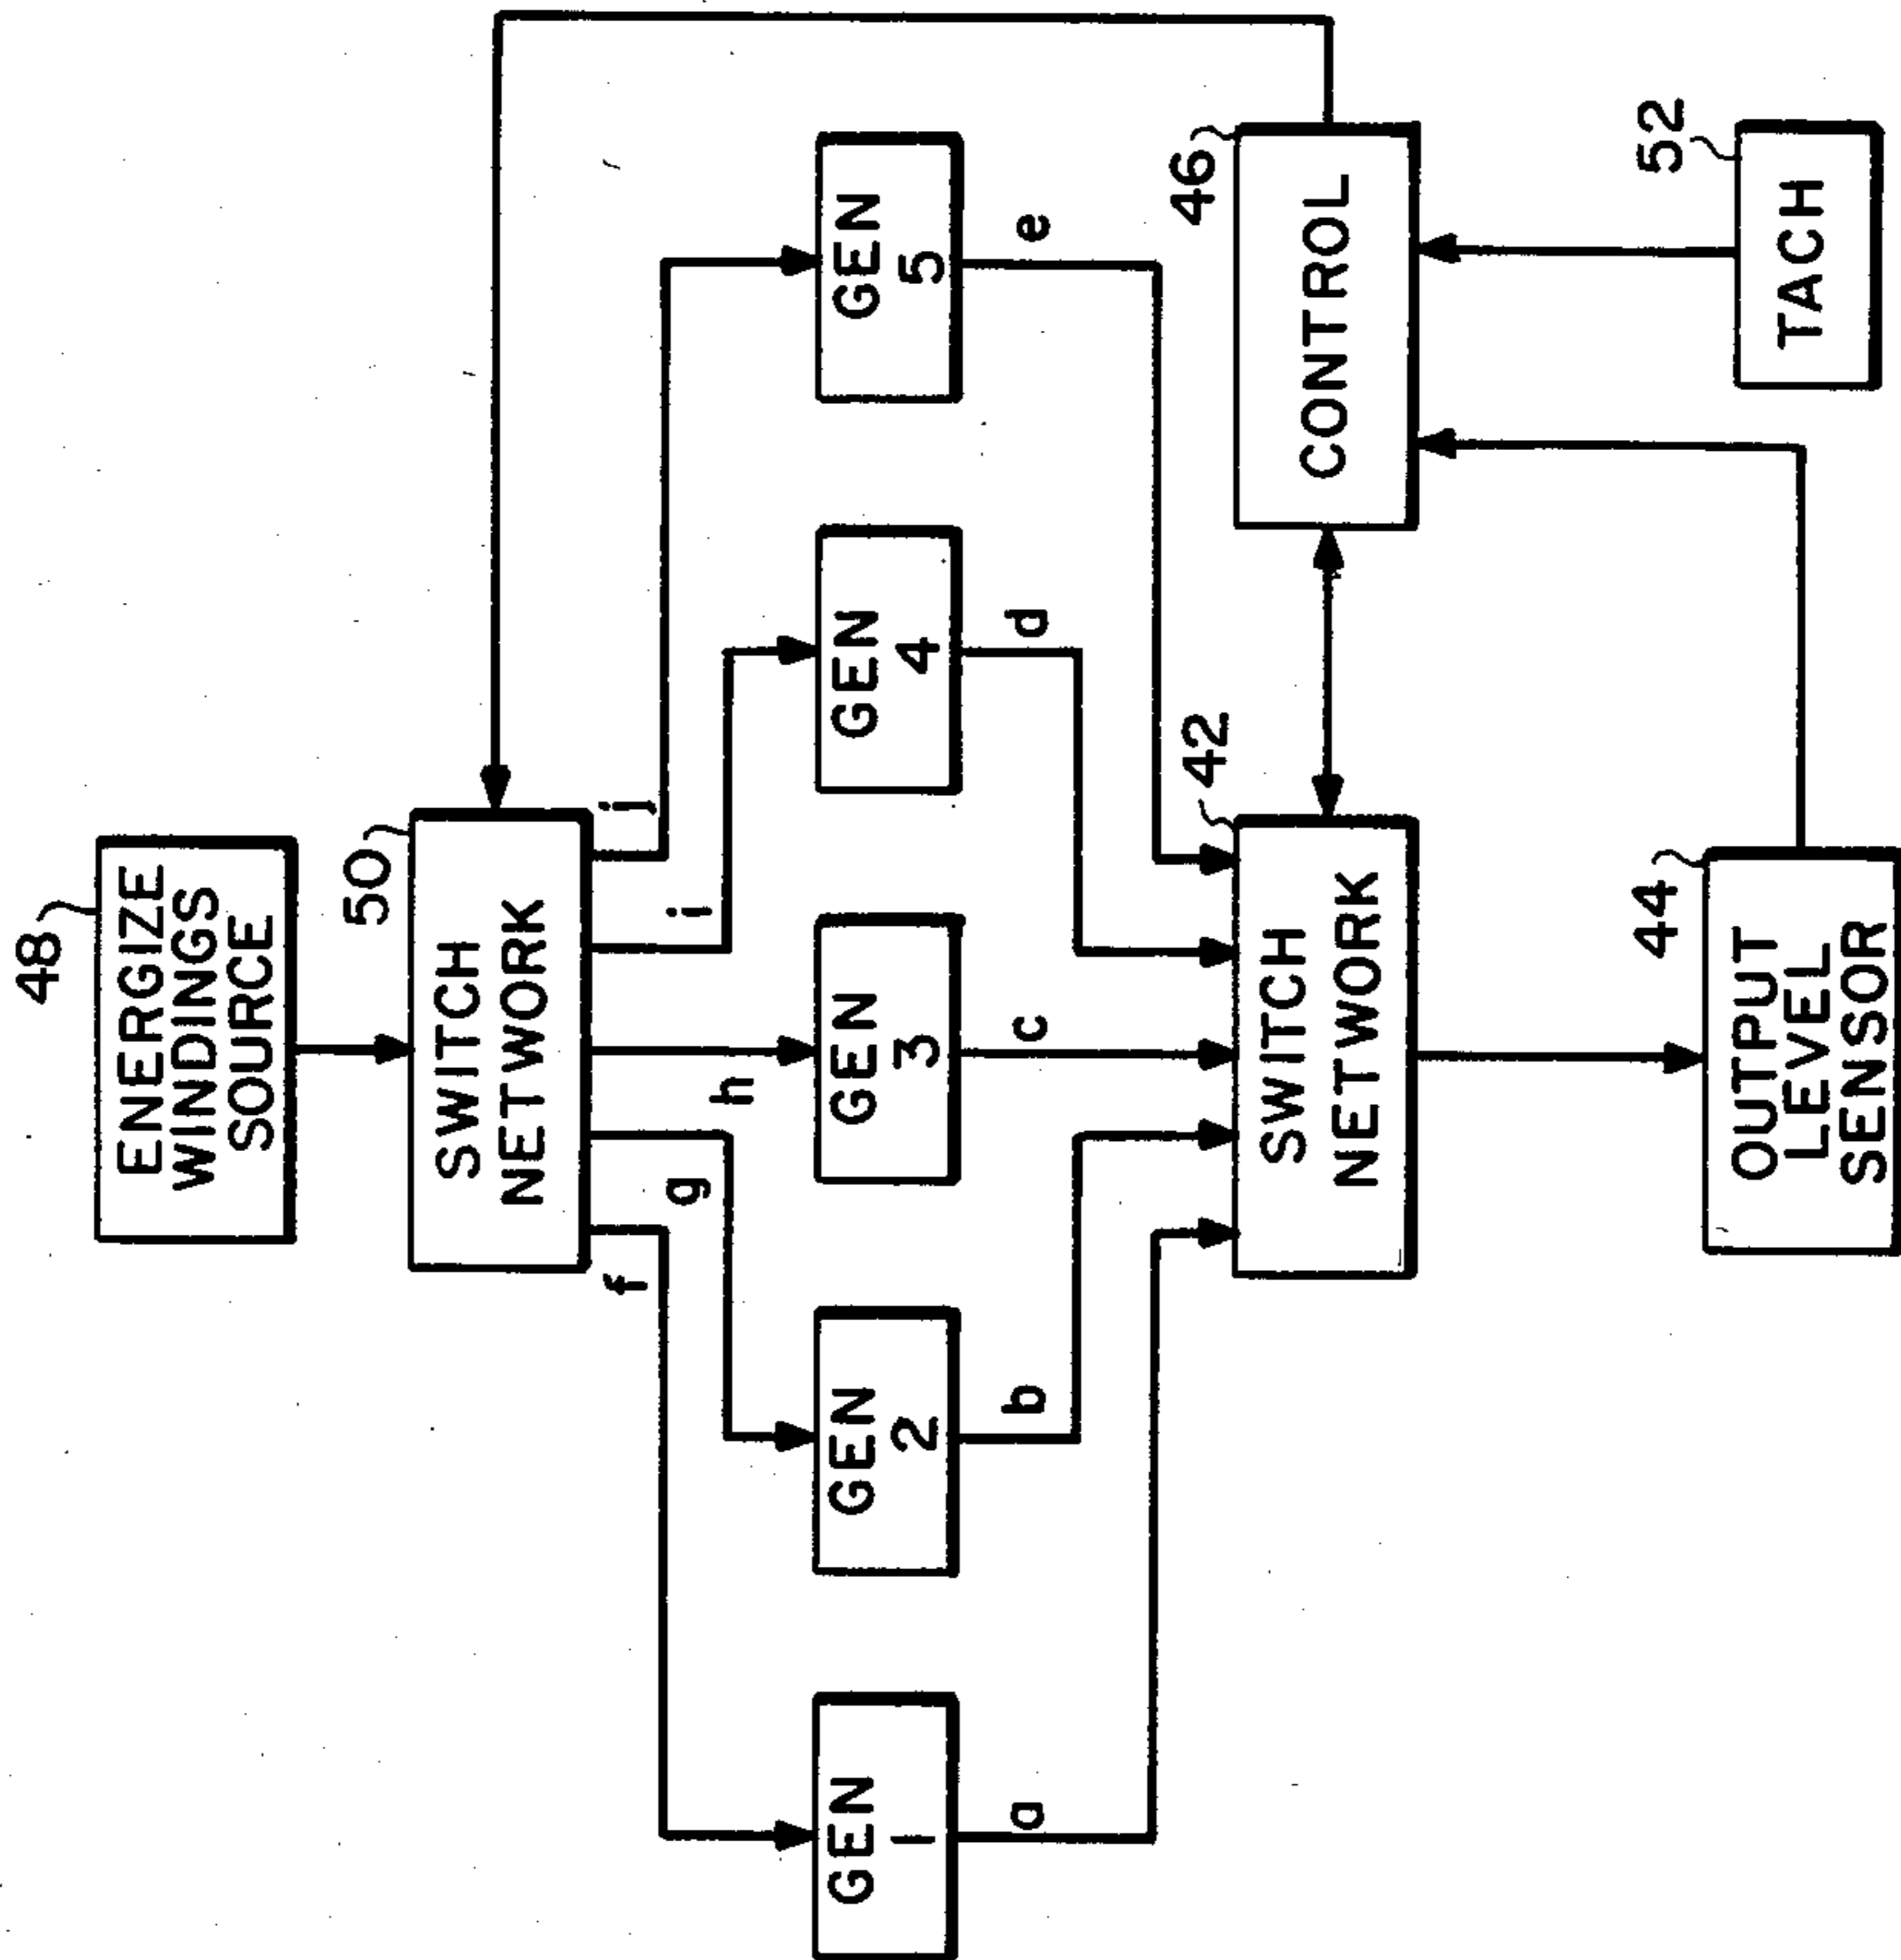 48
ENERGIZE
WINDINGS
SOURCE
50
SWITCH
NETWORK
f
g
h
i
j
GEN
1
GEN
2
GEN
3
GEN
4
GEN
5
a
b
c
d
e
42
SWITCH
NETWORK
46
CONTROL
44
OUTPUT
LEVEL
SENSOR
52
TACH